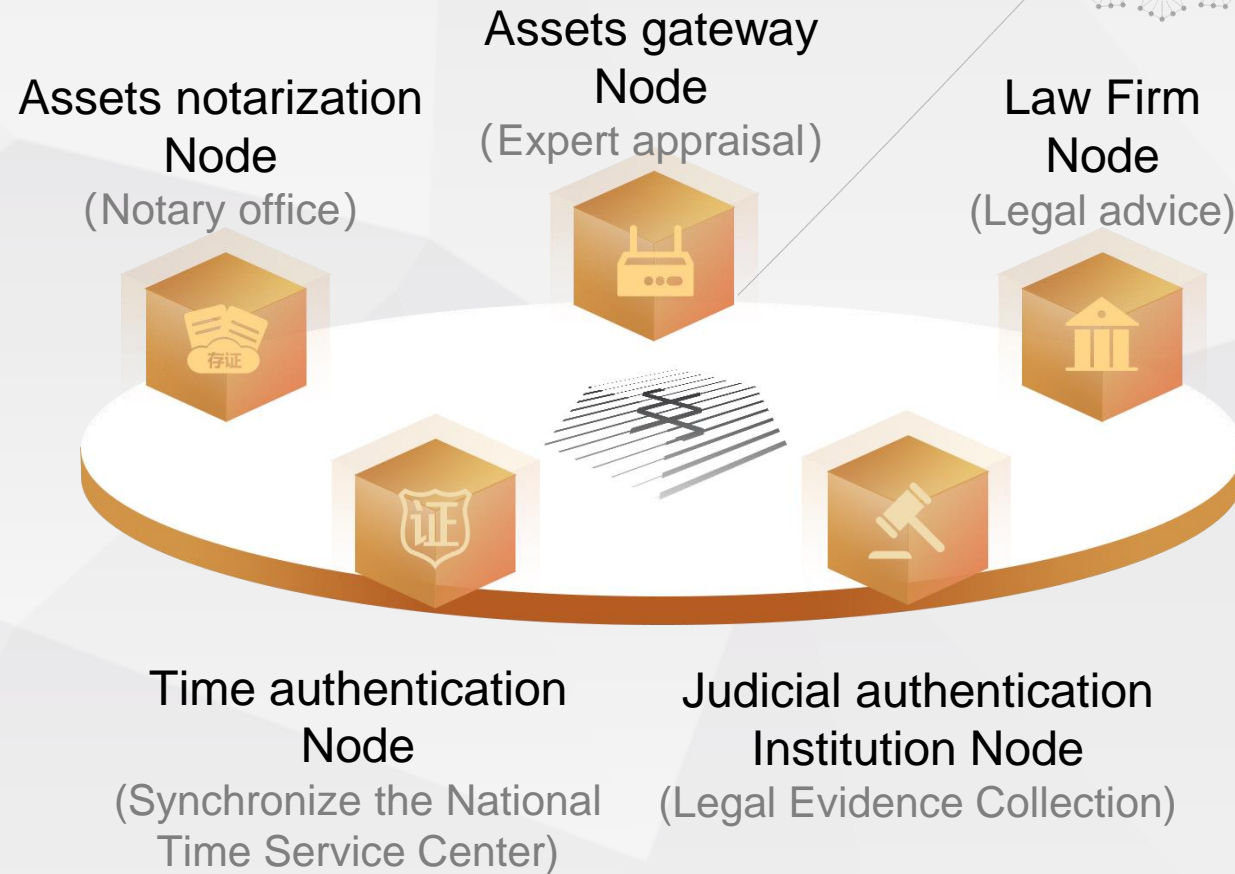 Assets notarization
Node
(Notary office)
Assets gateway
Node
(Expert appraisal)
Law Firm
Node
(Legal advice)
存证
证
Time authentication
Node
(Synchronize the National
Time Service Center)
Judicial authentication
Institution Node
(Legal Evidence Collection)